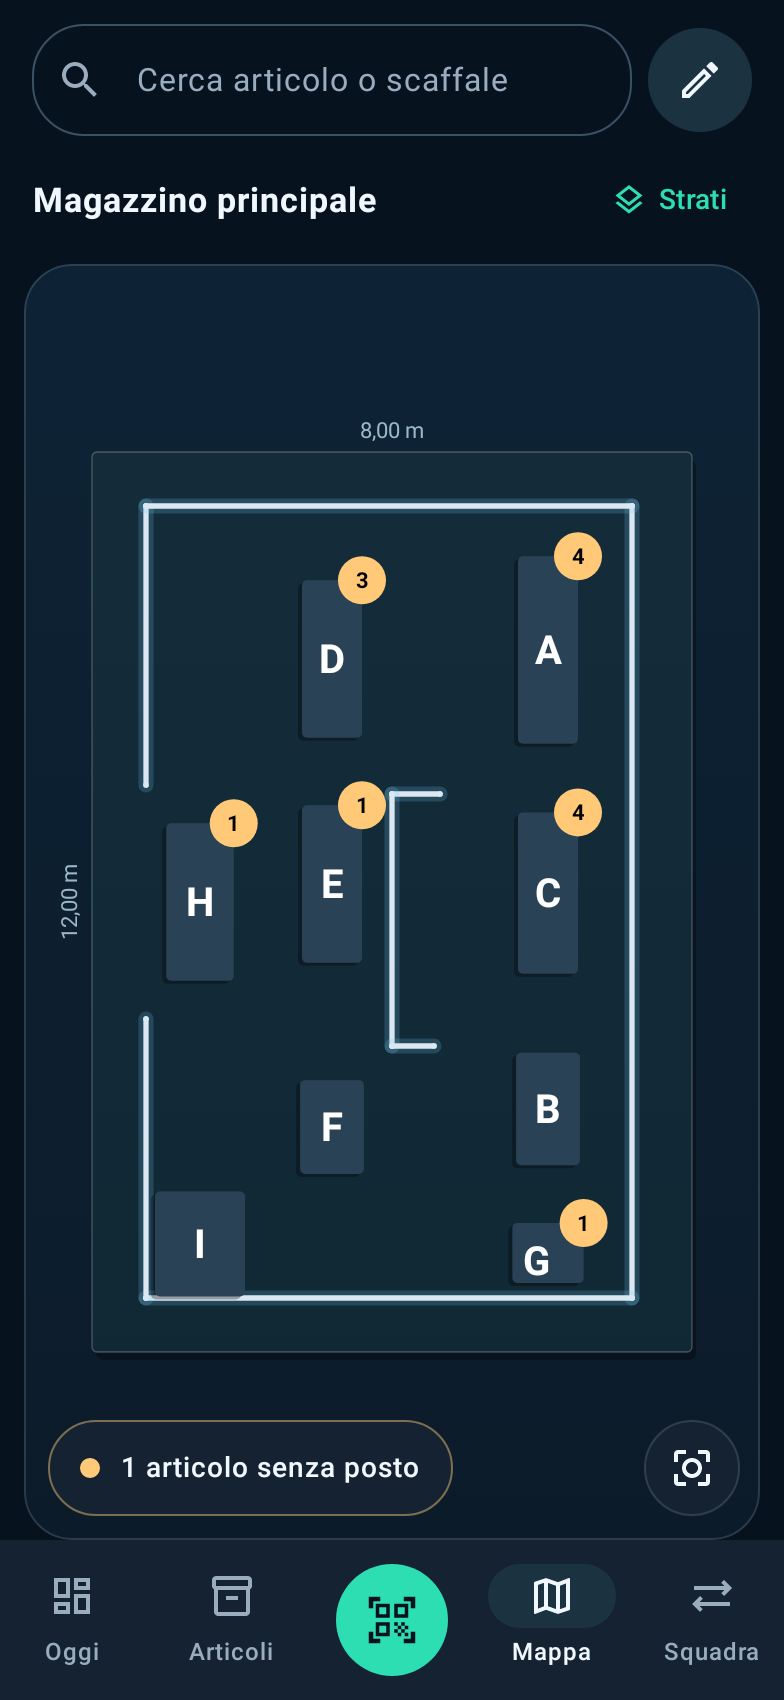 Cerca articolo o scaffale
Magazzino principale
Strati
8,00 m
12,00 m
D 3
A 4
H 1
E 1
C 4
F
B
I
G 1
1 articolo senza posto
Oggi
Articoli
Mappa
Squadra